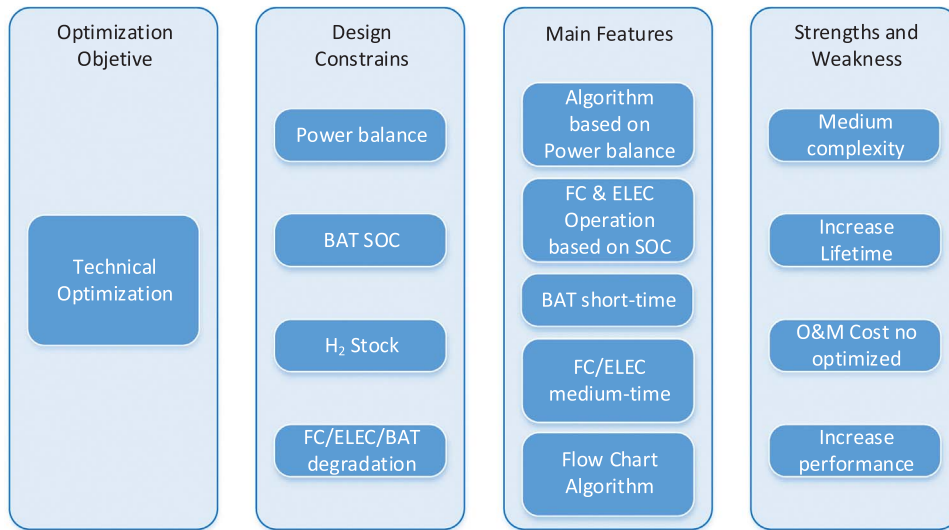 Optimization
Objetive
Technical
Optimization
Design
Constrains
Power balance
BAT SOC
H₂ Stock
FC/ELEC/BAT
degradation
Main Features
Algorithm
based on
Power balance
FC & ELEC
Operation
based on SOC
BAT short-time
FC/ELEC
medium-time
Flow Chart
Algorithm
Strengths and
Weakness
Medium
complexity
Increase
Lifetime
O&M Cost no
optimized
Increase
performance